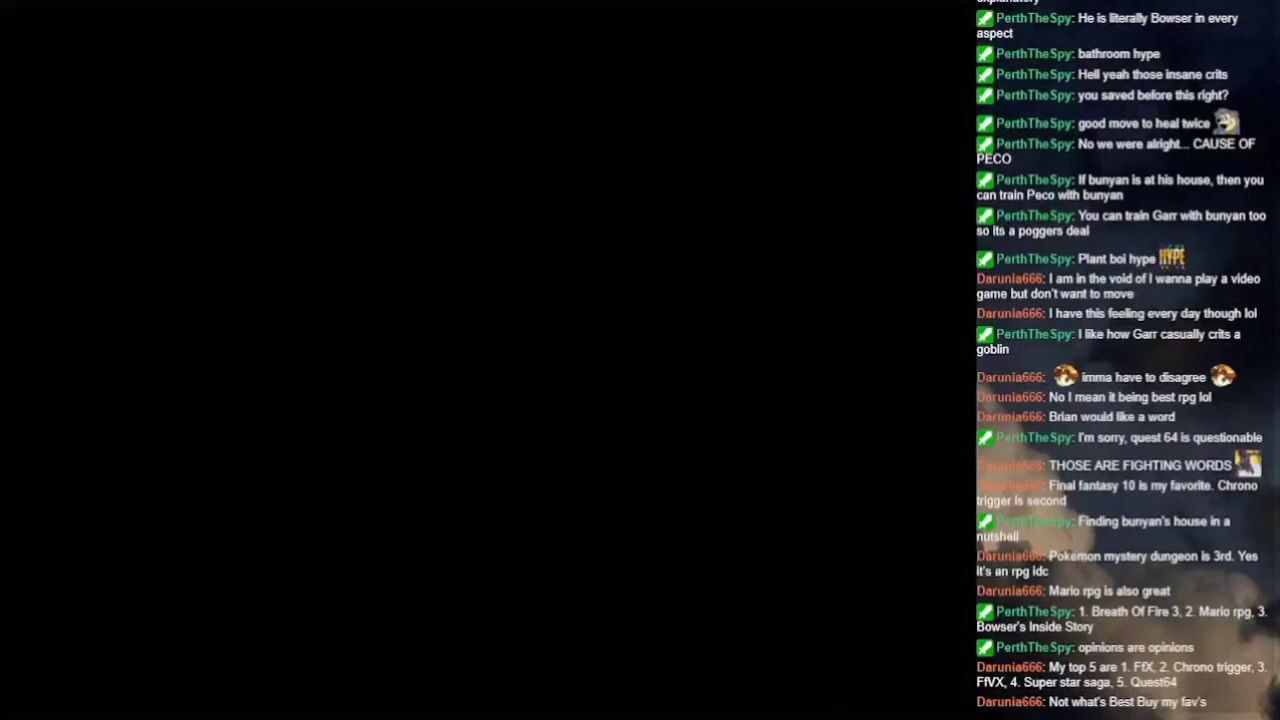 explanatory
PerthTheSpy: He is literally Bowser in every
aspect
PerthTheSpy: bathroom hype
PerthTheSpy: Hell yeah those insane crits
PerthTheSpy: you saved before this right?
PerthTheSpy: good move to heal twice
PerthTheSpy: No we were alright... CAUSE OF
PECO
PerthTheSpy: If bunyan is at his house, then you
can train Peco with bunyan
PerthTheSpy: You can train Garr with bunyan too
so its a poggers deal
PerthTheSpy: Plant boi hype HYPE
Darunia666: I am in the void of I wanna play a video
game but don't want to move
Darunia666: I have this feeling every day though lol
PerthTheSpy: I like how Garr casually crits a
goblin
Darunia666: imma have to disagree
Darunia666: No I mean it being best rpg lol
Darunia666: Brian would like a word
PerthTheSpy: I'm sorry, quest 64 is questionable
Darunia666: THOSE ARE FIGHTING WORDS
Darunia666: Final fantasy 10 is my favorite. Chrono
trigger is second
PerthTheSpy: Finding bunyan's house in a
nutshell
Darunia666: Pokemon mystery dungeon is 3rd. Yes
it's an rpg idc
Darunia666: Mario rpg is also great
PerthTheSpy: 1. Breath Of Fire 3, 2. Mario rpg, 3.
Bowser's Inside Story
PerthTheSpy: opinions are opinions
Darunia666: My top 5 are 1. FfX, 2. Chrono trigger, 3.
FfVX, 4. Super star saga, 5. Quest64
Darunia666: Not what's Best Buy my fav's